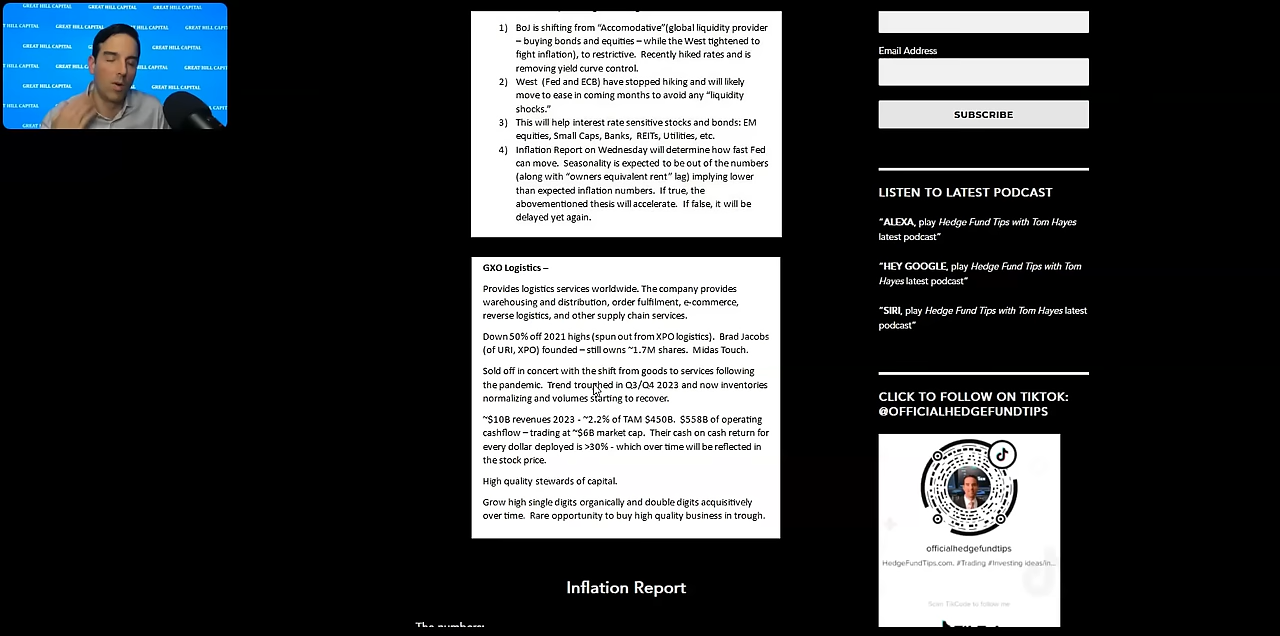 GREAT HILL CAPITAL
1) BoJ is shifting from “Accomodative”(global liquidity provider
– buying bonds and equities – while the West tightened to
fight inflation), to restrictive. Recently hiked rates and is
removing yield curve control.
2) West (Fed and ECB) have stopped hiking and will likely
move to ease in coming months to avoid any “liquidity
shocks.”
3) This will help interest rate sensitive stocks and bonds: EM
equities, Small Caps, Banks, REITs, Utilities, etc.
4) Inflation Report on Wednesday will determine how fast Fed
can move. Seasonality is expected to be out of the numbers
(along with “owners equivalent rent” lag) implying lower
than expected inflation numbers. If true, the
abovementioned thesis will accelerate. If false, it will be
delayed yet again.
GXO Logistics –
Provides logistics services worldwide. The company provides
warehousing and distribution, order fulfilment, e-commerce,
reverse logistics, and other supply chain services.
Down 50% off 2021 highs (spun out from XPO logistics). Brad Jacobs
(of URI, XPO) founded – still owns ~1.7M shares. Midas Touch.
Sold off in concert with the shift from goods to services following
the pandemic. Trend troughed in Q3/Q4 2023 and now inventories
normalizing and volumes starting to recover.
~$10B revenues 2023 - ~2.2% of TAM $450B. $558B of operating
cashflow – trading at ~$6B market cap. Their cash on cash return for
every dollar deployed is >30% - which over time will be reflected in
the stock price.
High quality stewards of capital.
Grow high single digits organically and double digits acquisitively
over time. Rare opportunity to buy high quality business in trough.
Inflation Report
The numbers:
Email Address
SUBSCRIBE
LISTEN TO LATEST PODCAST
“ALEXA, play Hedge Fund Tips with Tom Hayes
latest podcast”
“HEY GOOGLE, play Hedge Fund Tips with Tom
Hayes latest podcast”
“SIRI, play Hedge Fund Tips with Tom Hayes latest
podcast”
CLICK TO FOLLOW ON TIKTOK:
@OFFICIALHEDGEFUNDTIPS
officialhedgefundtips
HedgeFundTips.com. #Trading #Investing ideas/in...
Scan TikCode to follow me